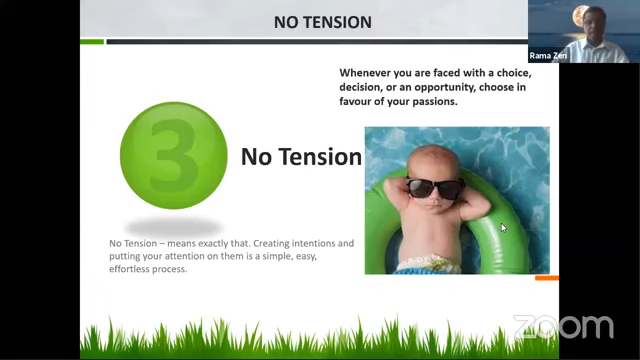 NO TENSION
Rama Zen
Whenever you are faced with a choice,
decision, or an opportunity, choose in
favour of your passions.
3
No Tension
No Tension – means exactly that. Creating intentions and
putting your attention on them is a simple, easy,
effortless process.
zoom